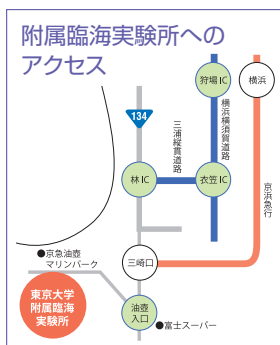 附属臨海実験所への
アクセス
狩場IC
横浜
134
三浦縦貫道路
横浜横須賀道路
林IC
衣笠IC
京浜急行
●京急油壺
マリンパーク
三崎口
東京大学
附属臨海
実験所
油壺
入口
●富士スーパー